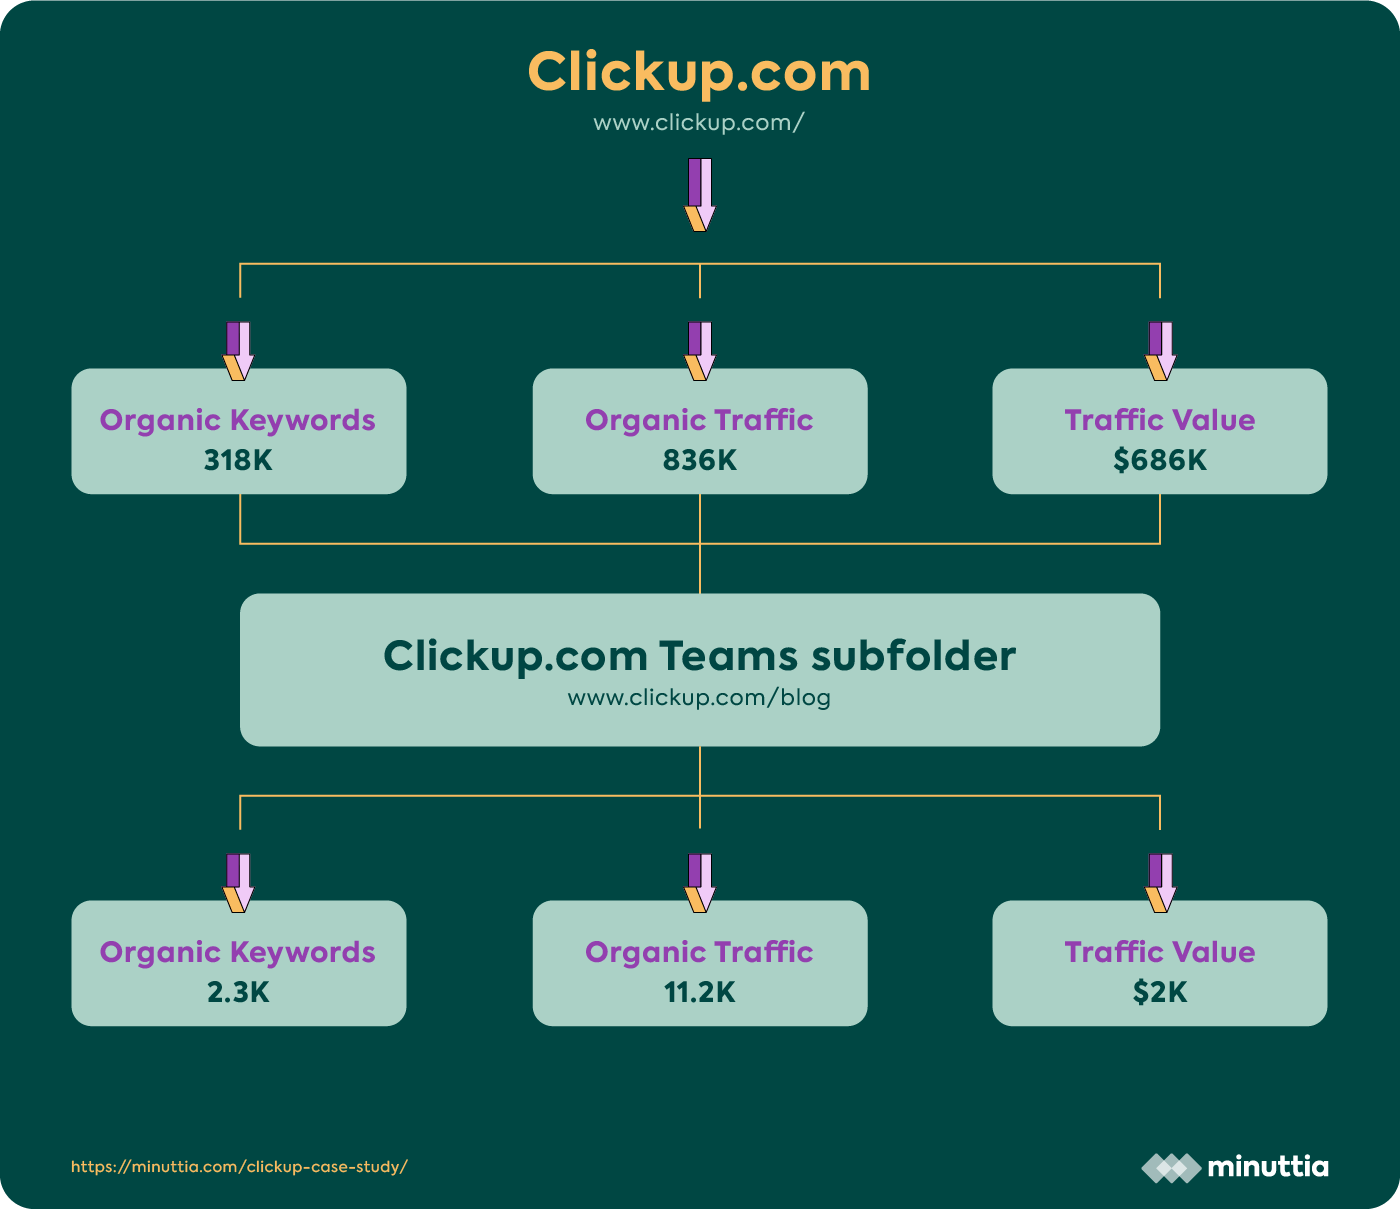 Clickup.com
www.clickup.com/
Organic Keywords
318K
Organic Traffic
836K
Traffic Value
$686K
Clickup.com Teams subfolder
www.clickup.com/blog
Organic Keywords
2.3K
Organic Traffic
11.2K
Traffic Value
$2K
https://minuttia.com/clickup-case-study/
minuttia